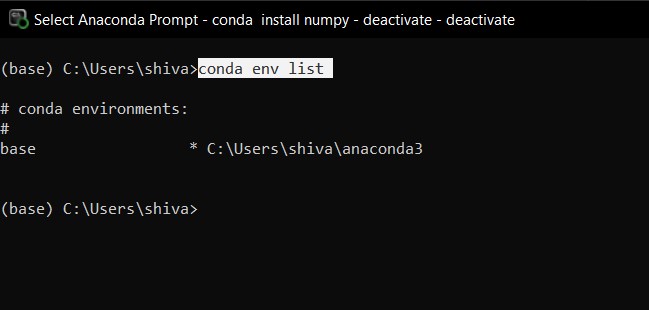 Select Anaconda Prompt - conda  install numpy - deactivate - deactivate
(base) C:\Users\shiva>conda env list
# conda environments:
#
base                  * C:\Users\shiva\anaconda3
(base) C:\Users\shiva>